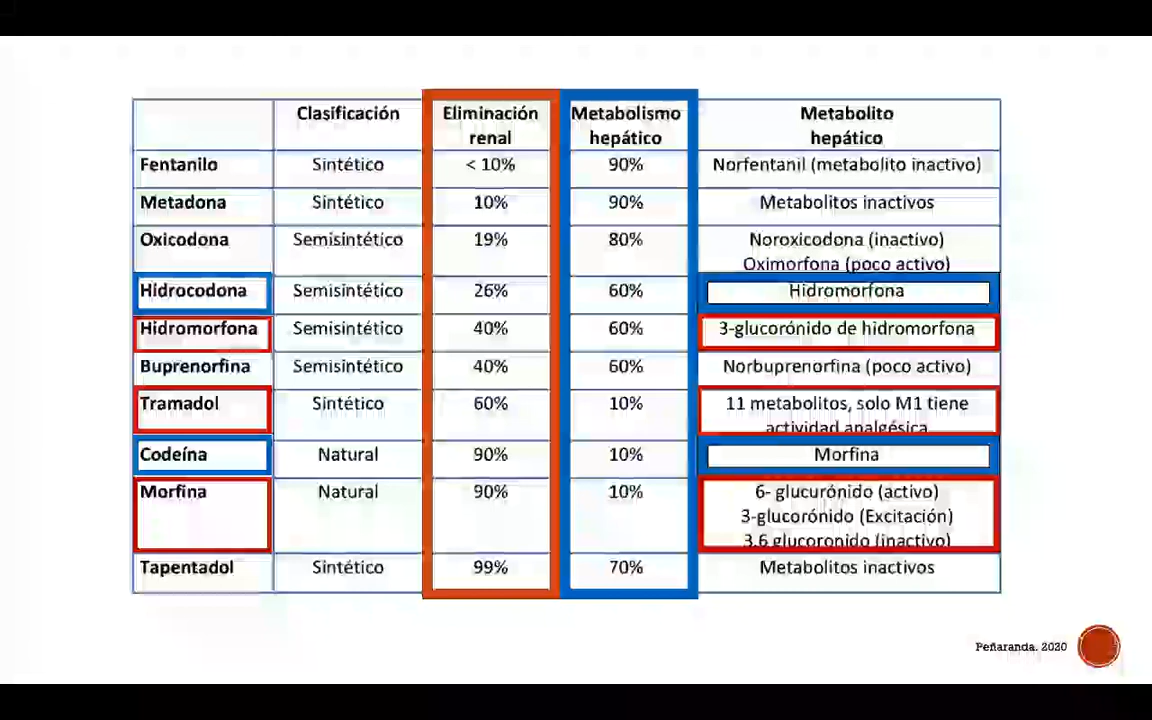 Clasificación Eliminación Metabolismo Metabolito
renal hepático hepático
Fentanilo Sintético < 10% 90% Norfentanil (metabolito inactivo)
Metadona Sintético 10% 90% Metabolitos inactivos
Oxicodona Semisintético 19% 80% Noroxicodona (inactivo)
Oximorfona (poco activo)
Hidrocodona Semisintético 26% 60% Hidromorfona
Hidromorfona Semisintético 40% 60% 3-glucorónido de hidromorfona
Buprenorfina Semisintético 40% 60% Norbuprenorfina (poco activo)
Tramadol Sintético 60% 10% 11 metabolitos, solo M1 tiene
actividad analgésica
Codeína Natural 90% 10% Morfina
Morfina Natural 90% 10% 6- glucurónido (activo)
3-glucorónido (Excitación)
3,6 glucoronido (inactivo)
Tapentadol Sintético 99% 70% Metabolitos inactivos
Peñaranda. 2020